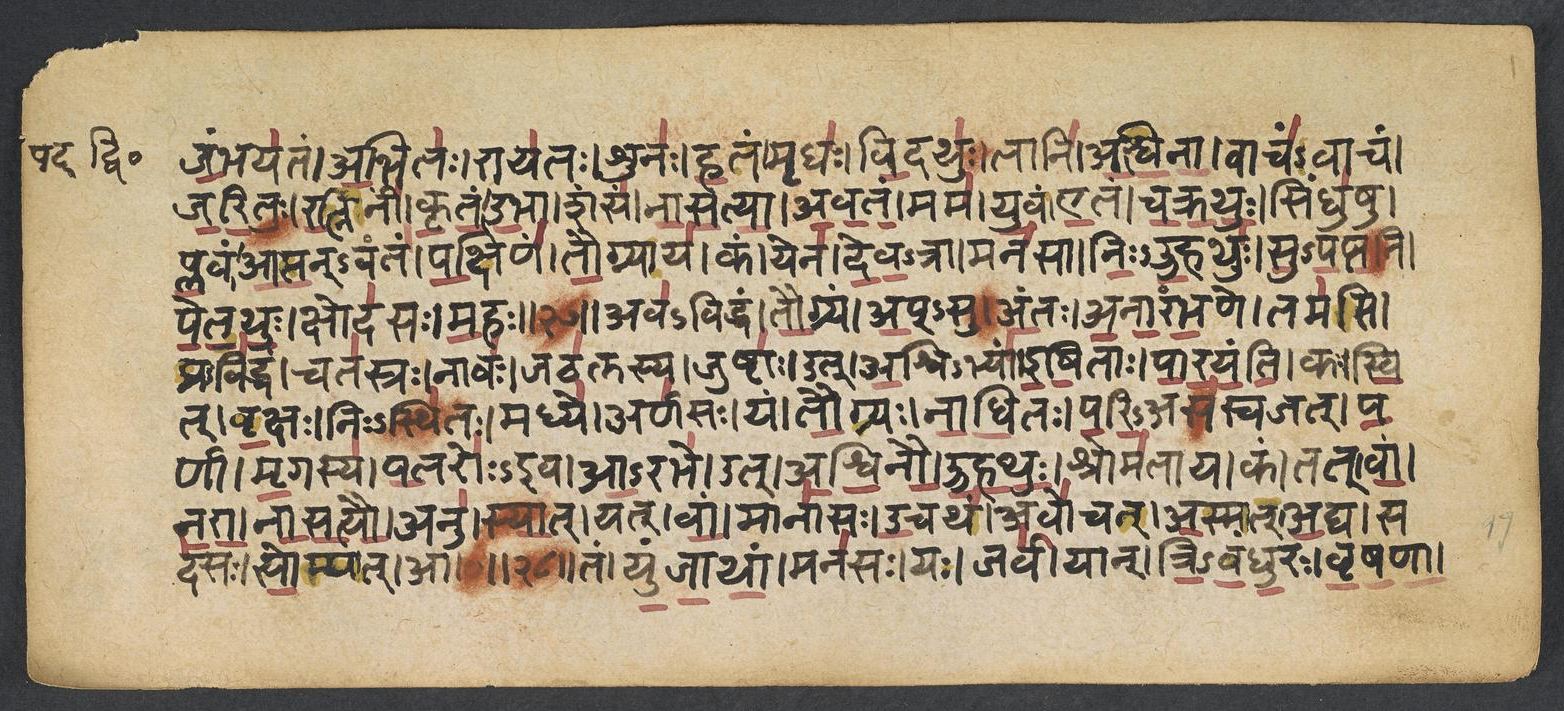 पद द्वि०
जंभयतं।अभितः।रायतः।शुनः।हतं।मृधः।विदथुः।तानि।अश्विना।वाचंऽवाचं।
जरितुः।रत्निनीं।कृतं।उभा।शंसं।नासत्या।अवतं।मम।युवं।एतं।चक्रथुः।सिंधुषु।
प्लवं।आत्मन्ऽवंतं।पक्षिणं।तौग्र्याय।कं।येन।देवऽत्रा।मनसा।निःऽऊहथुः।सुऽपप्तनि।
पेतथुः।क्षोदसः।महः॥२७॥अवऽविद्धं।तौग्र्यं।अप्ऽसु।अंतः।अनारंभणे।तमसि।
प्रऽविद्धं।चतस्रः।नावः।जठलस्य।जुष्टाः।उत्।अश्विऽभ्यां।इषिताः।पारयंति।कः।स्वि
त्।वृक्षः।निःऽस्थितः।मध्ये।अर्णसः।यं।तौग्र्यः।नाधितः।परिऽअसस्वजत्।प
र्णा।मृगस्य।पतरोःऽइव।आऽरभे।उत्।अश्विनौ।ऊहथुः।श्रोमताय।कं।तत्।वां।
नरा।नासत्यौ।अनु।स्यात्।यत्।वां।मानासः।उचथं।अवोचन्।अस्मात्।अद्य।स
दसः।सोम्यात्।आ।॥२८॥तं।युंजाथां।मनसः।यः।जवीयान्।त्रिऽवंधुरः।वृषणा।
19